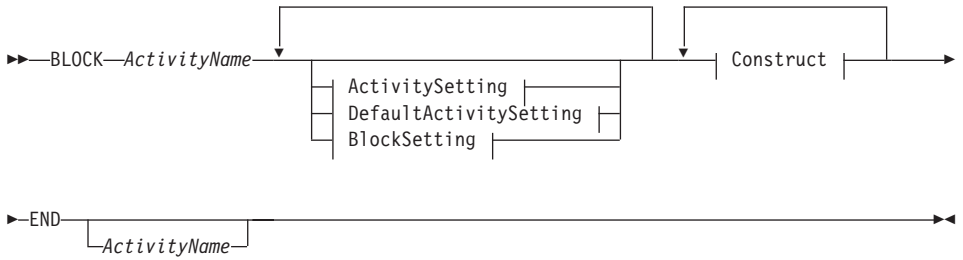 BLOCK ActivityName
Construct
ActivitySetting
DefaultActivitySetting
BlockSetting
END
ActivityName